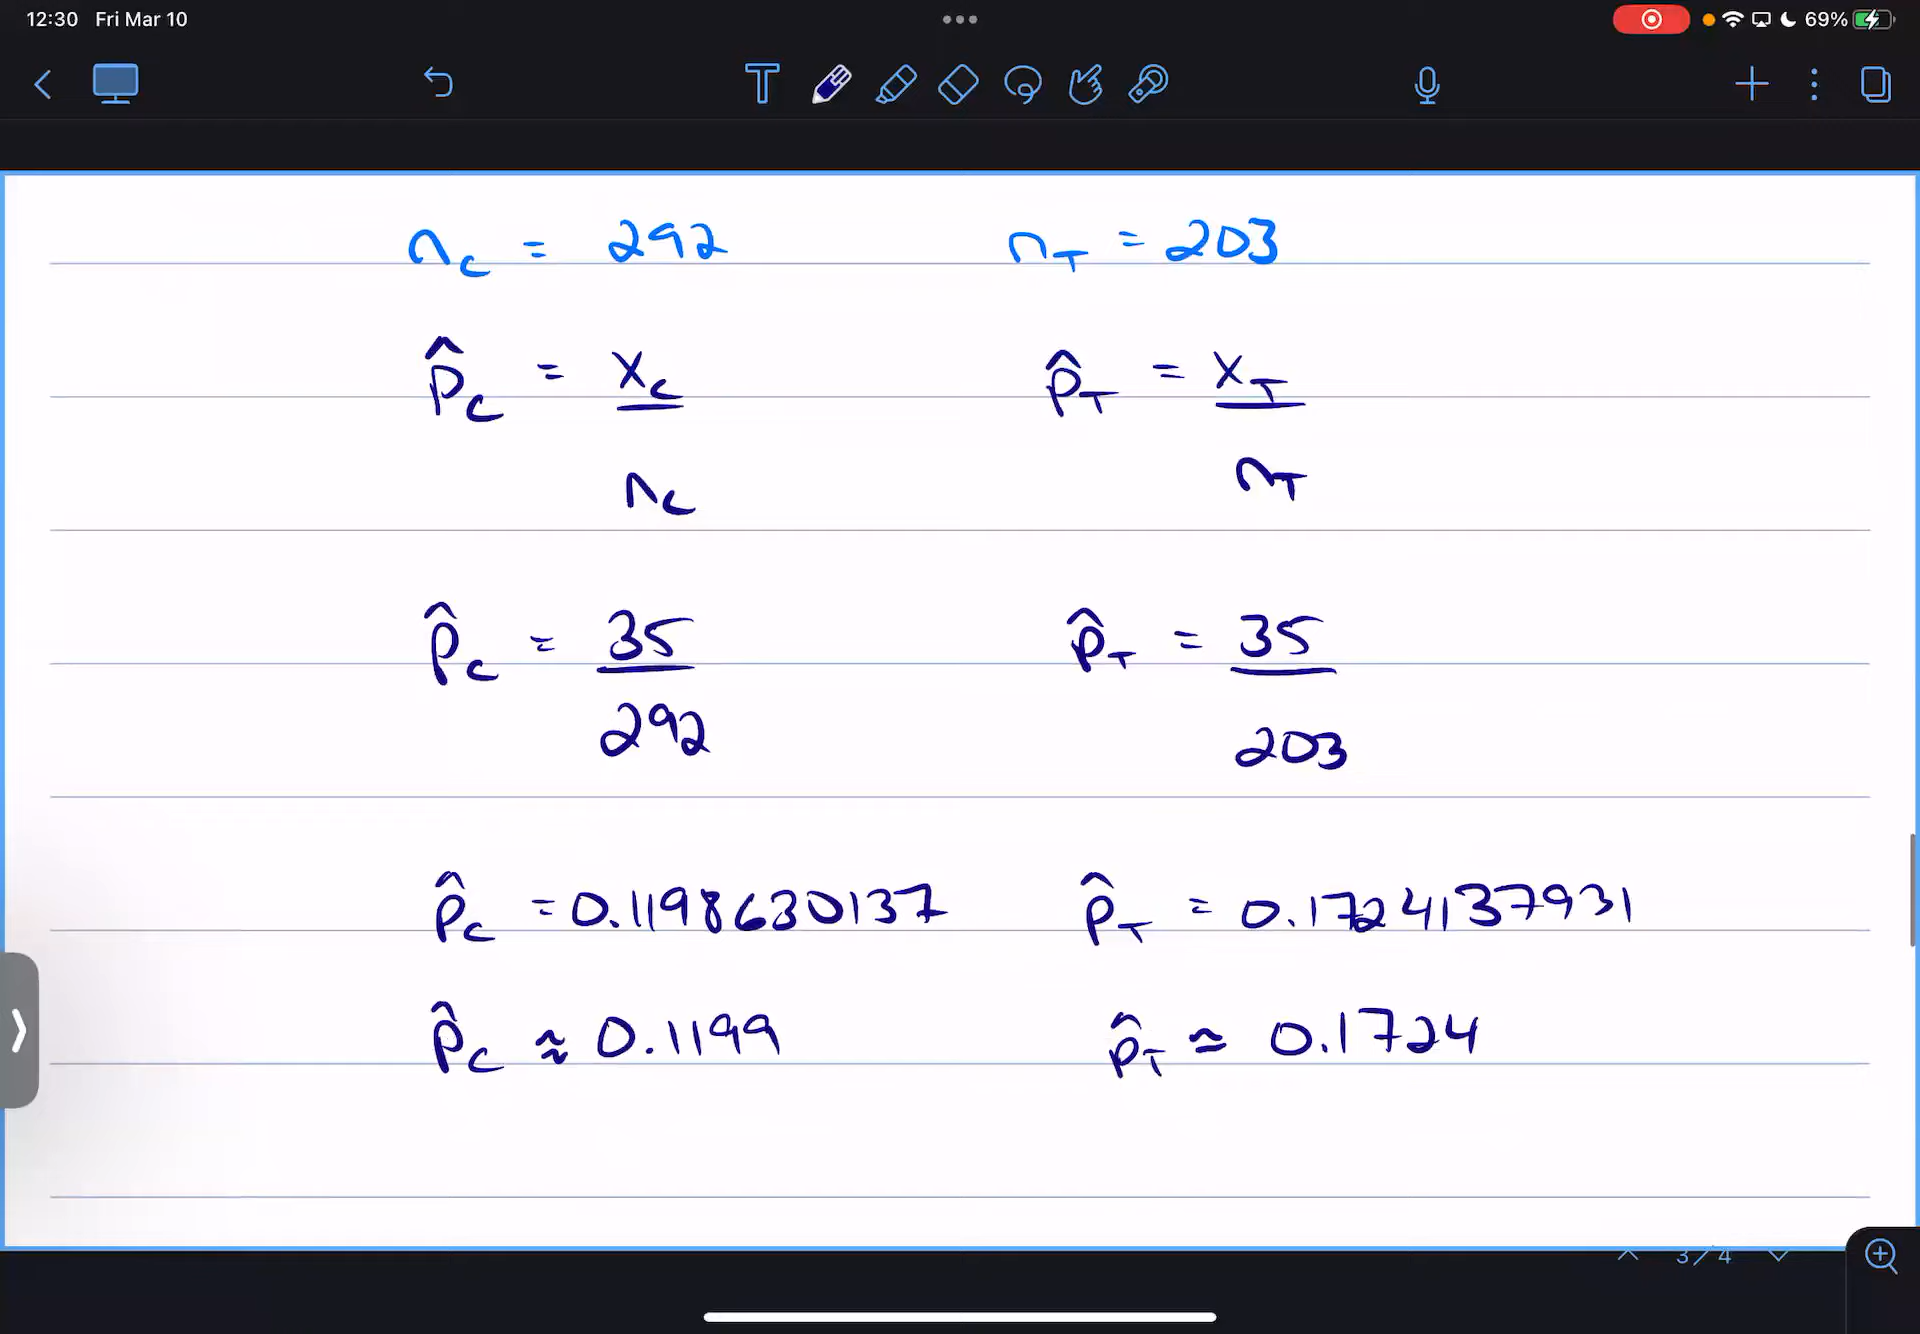 12:30 Fri Mar 10
69%
T
n_C = 292 n_T = 203
p̂_C = x_C / n_C p̂_T = x_T / n_T
p̂_C = 35 / 292 p̂_T = 35 / 203
p̂_C = 0.1198630137 p̂_T = 0.1724137931
p̂_C ≈ 0.1199 p̂_T ≈ 0.1724
3 / 4